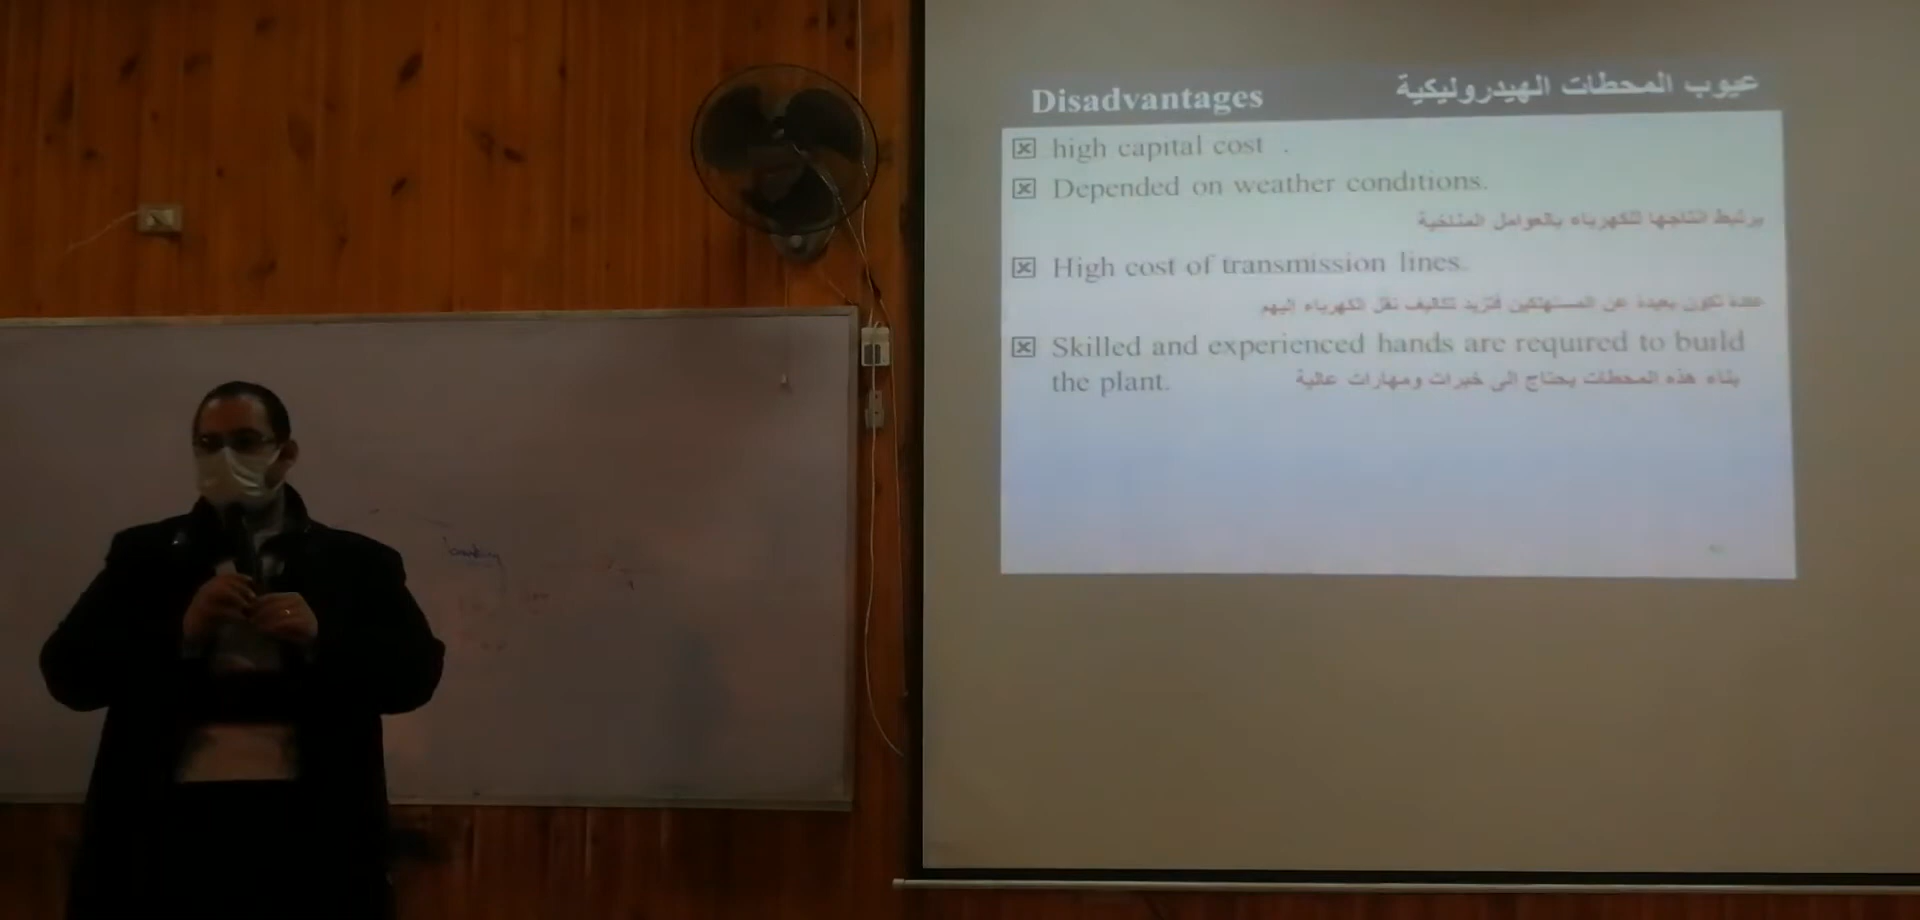 Disadvantages عيوب المحطات الهيدروليكية
high capital cost .
Depended on weather conditions.
يرتبط انتاجها للكهرباء بالعوامل المناخية
High cost of transmission lines.
عادة تكون بعيدة عن المستهلكين فتزيد تكاليف نقل الكهرباء إليهم
Skilled and experienced hands are required to build
the plant. بناء هذه المحطات يحتاج الى خبرات ومهارات عالية